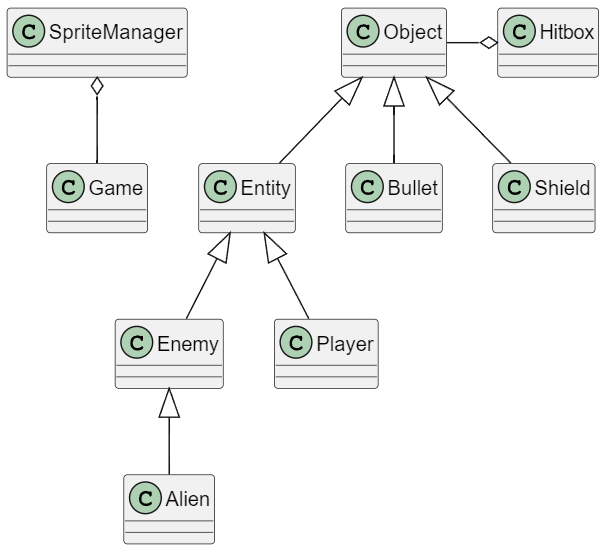 C SpriteManager
C Object
C Hitbox
C Game
C Entity
C Bullet
C Shield
C Enemy
C Player
C Alien